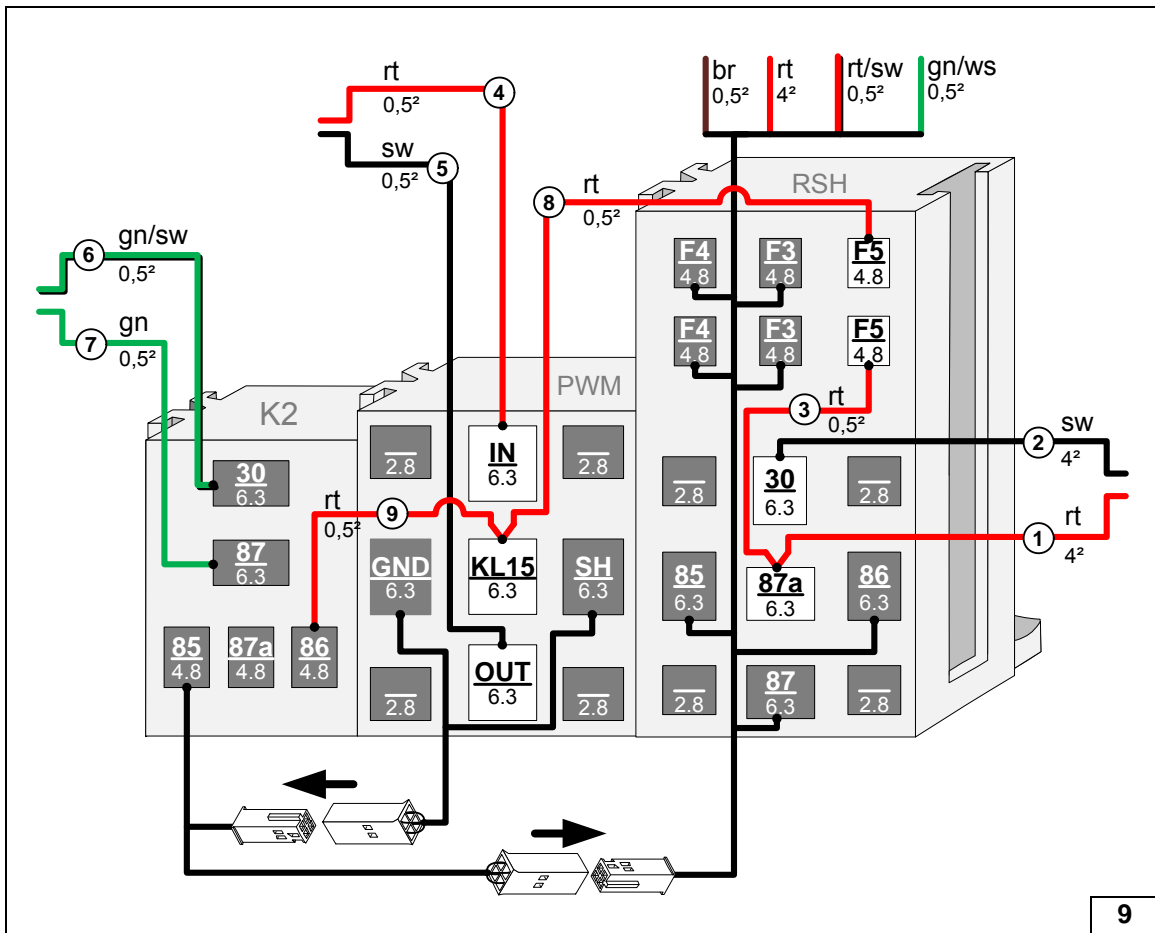 br
0,5²
rt
4²
rt/sw
0,5²
gn/ws
0,5²
rt
0,5²
4
sw
0,5²
5
RSH
rt
0,5²
8
gn/sw
0,5²
6
gn
0,5²
7
F4
4.8
F3
4.8
F5
4.8
F4
4.8
F3
4.8
F5
4.8
K2
PWM
rt
0,5²
3
sw
4²
2
rt
4²
1
30
6.3
87
6.3
85
4.8
87a
4.8
86
4.8
rt
0,5²
9
2.8
IN
6.3
2.8
GND
6.3
KL15
6.3
SH
6.3
2.8
OUT
6.3
2.8
2.8
30
6.3
2.8
85
6.3
87a
6.3
86
6.3
2.8
87
6.3
2.8
9